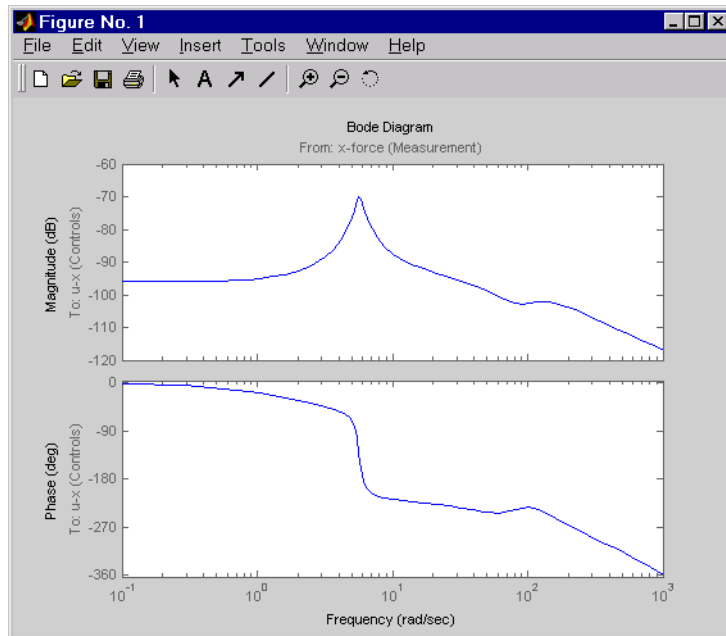 Figure No. 1
File Edit View Insert Tools Window Help
A
Bode Diagram
From: x-force (Measurement)
Magnitude (dB)
To: u-x (Controls)
-60
-70
-80
-90
-100
-110
-120
Phase (deg)
To: u-x (Controls)
0
-90
-180
-270
-360
10^-1 10^0 10^1 10^2 10^3
Frequency (rad/sec)